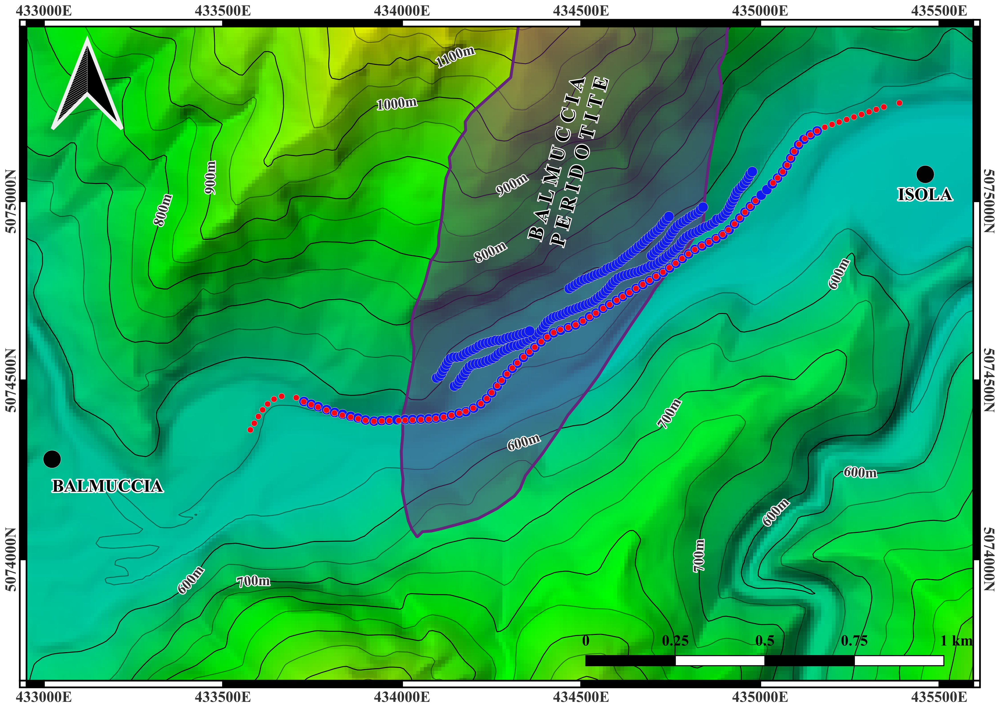 433000E 433500E 434000E 434500E 435000E 435500E
1100m
1000m
BALMUCCIA
PERIDOTITE
900m
900m
800m
5075000N
5075000N
ISOLA
800m
600m
5074500N
5074500N
700m
600m
BALMUCCIA
600m
600m
700m
5074000N
5074000N
600m
700m
0 0.25 0.5 0.75 1 km
433000E 433500E 434000E 434500E 435000E 435500E